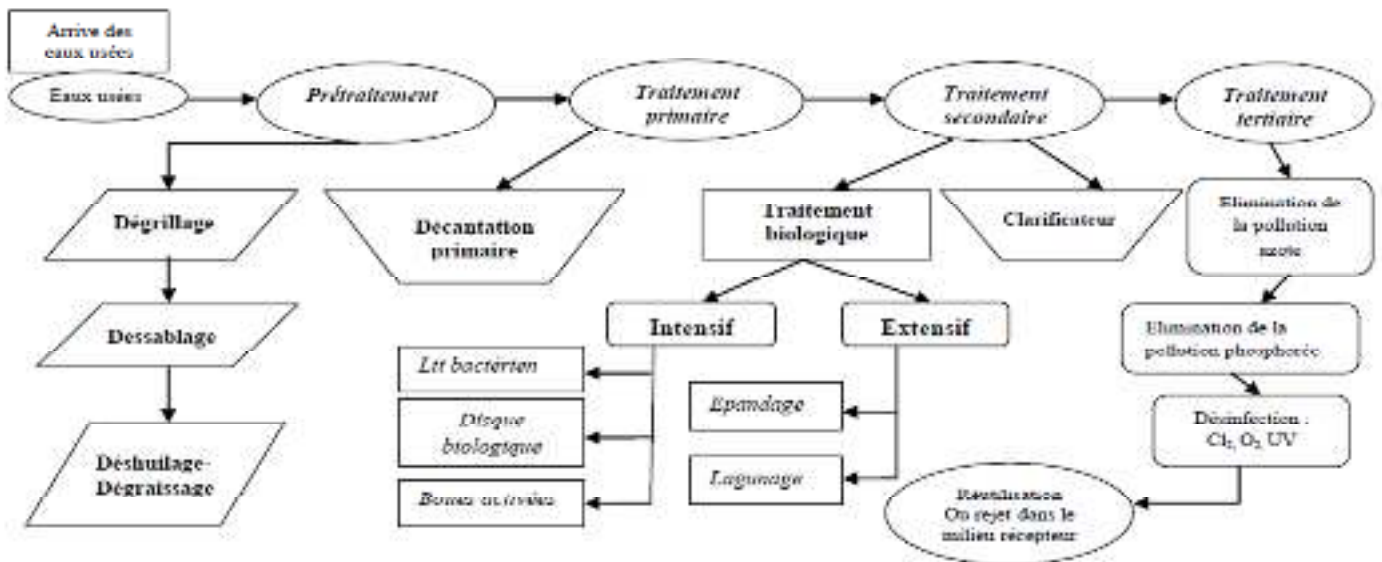 Arrive des
eaux usées
Eaux usées
Prétraitement
Traitement
primaire
Traitement
secondaire
Traitement
tertiaire
Dégrillage
Dessablage
Déshuilage-
Dégraissage
Décantation
primaire
Traitement
biologique
Clarificateur
Intensif
Extensif
Lit bactérien
Disque
biologique
Boues activées
Epandage
Lagunage
Elimination de
la pollution
azote
Elimination de la
pollution phosphorée
Désinfection :
Cl₂, O₃ UV
Réutilisation
Ou rejet dans le
milieu récepteur